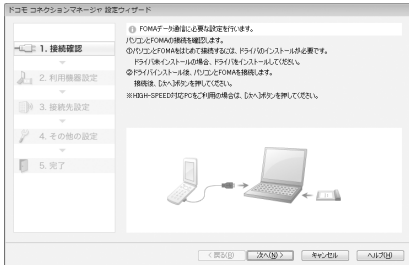 ドコモ コネクションマネージャ 設定ウィザード
FOMAデータ通信に必要な設定を行います。
パソコンとFOMAの接続を確認します。
①パソコンとFOMAをはじめて接続するには、ドライバのインストールが必要です。
ドライバ未インストールの場合、ドライバをインストールしてください。
②ドライバインストール後、パソコンとFOMAを接続します。
接続後、[次へ]ボタンを押してください。
※HIGH-SPEED対応PCをご利用の場合は、[次へ]ボタンを押してください。
1. 接続確認
2. 利用機器設定
3. 接続先設定
4. その他の設定
5. 完了
< 戻る(B)
次へ(N) >
キャンセル
ヘルプ(H)